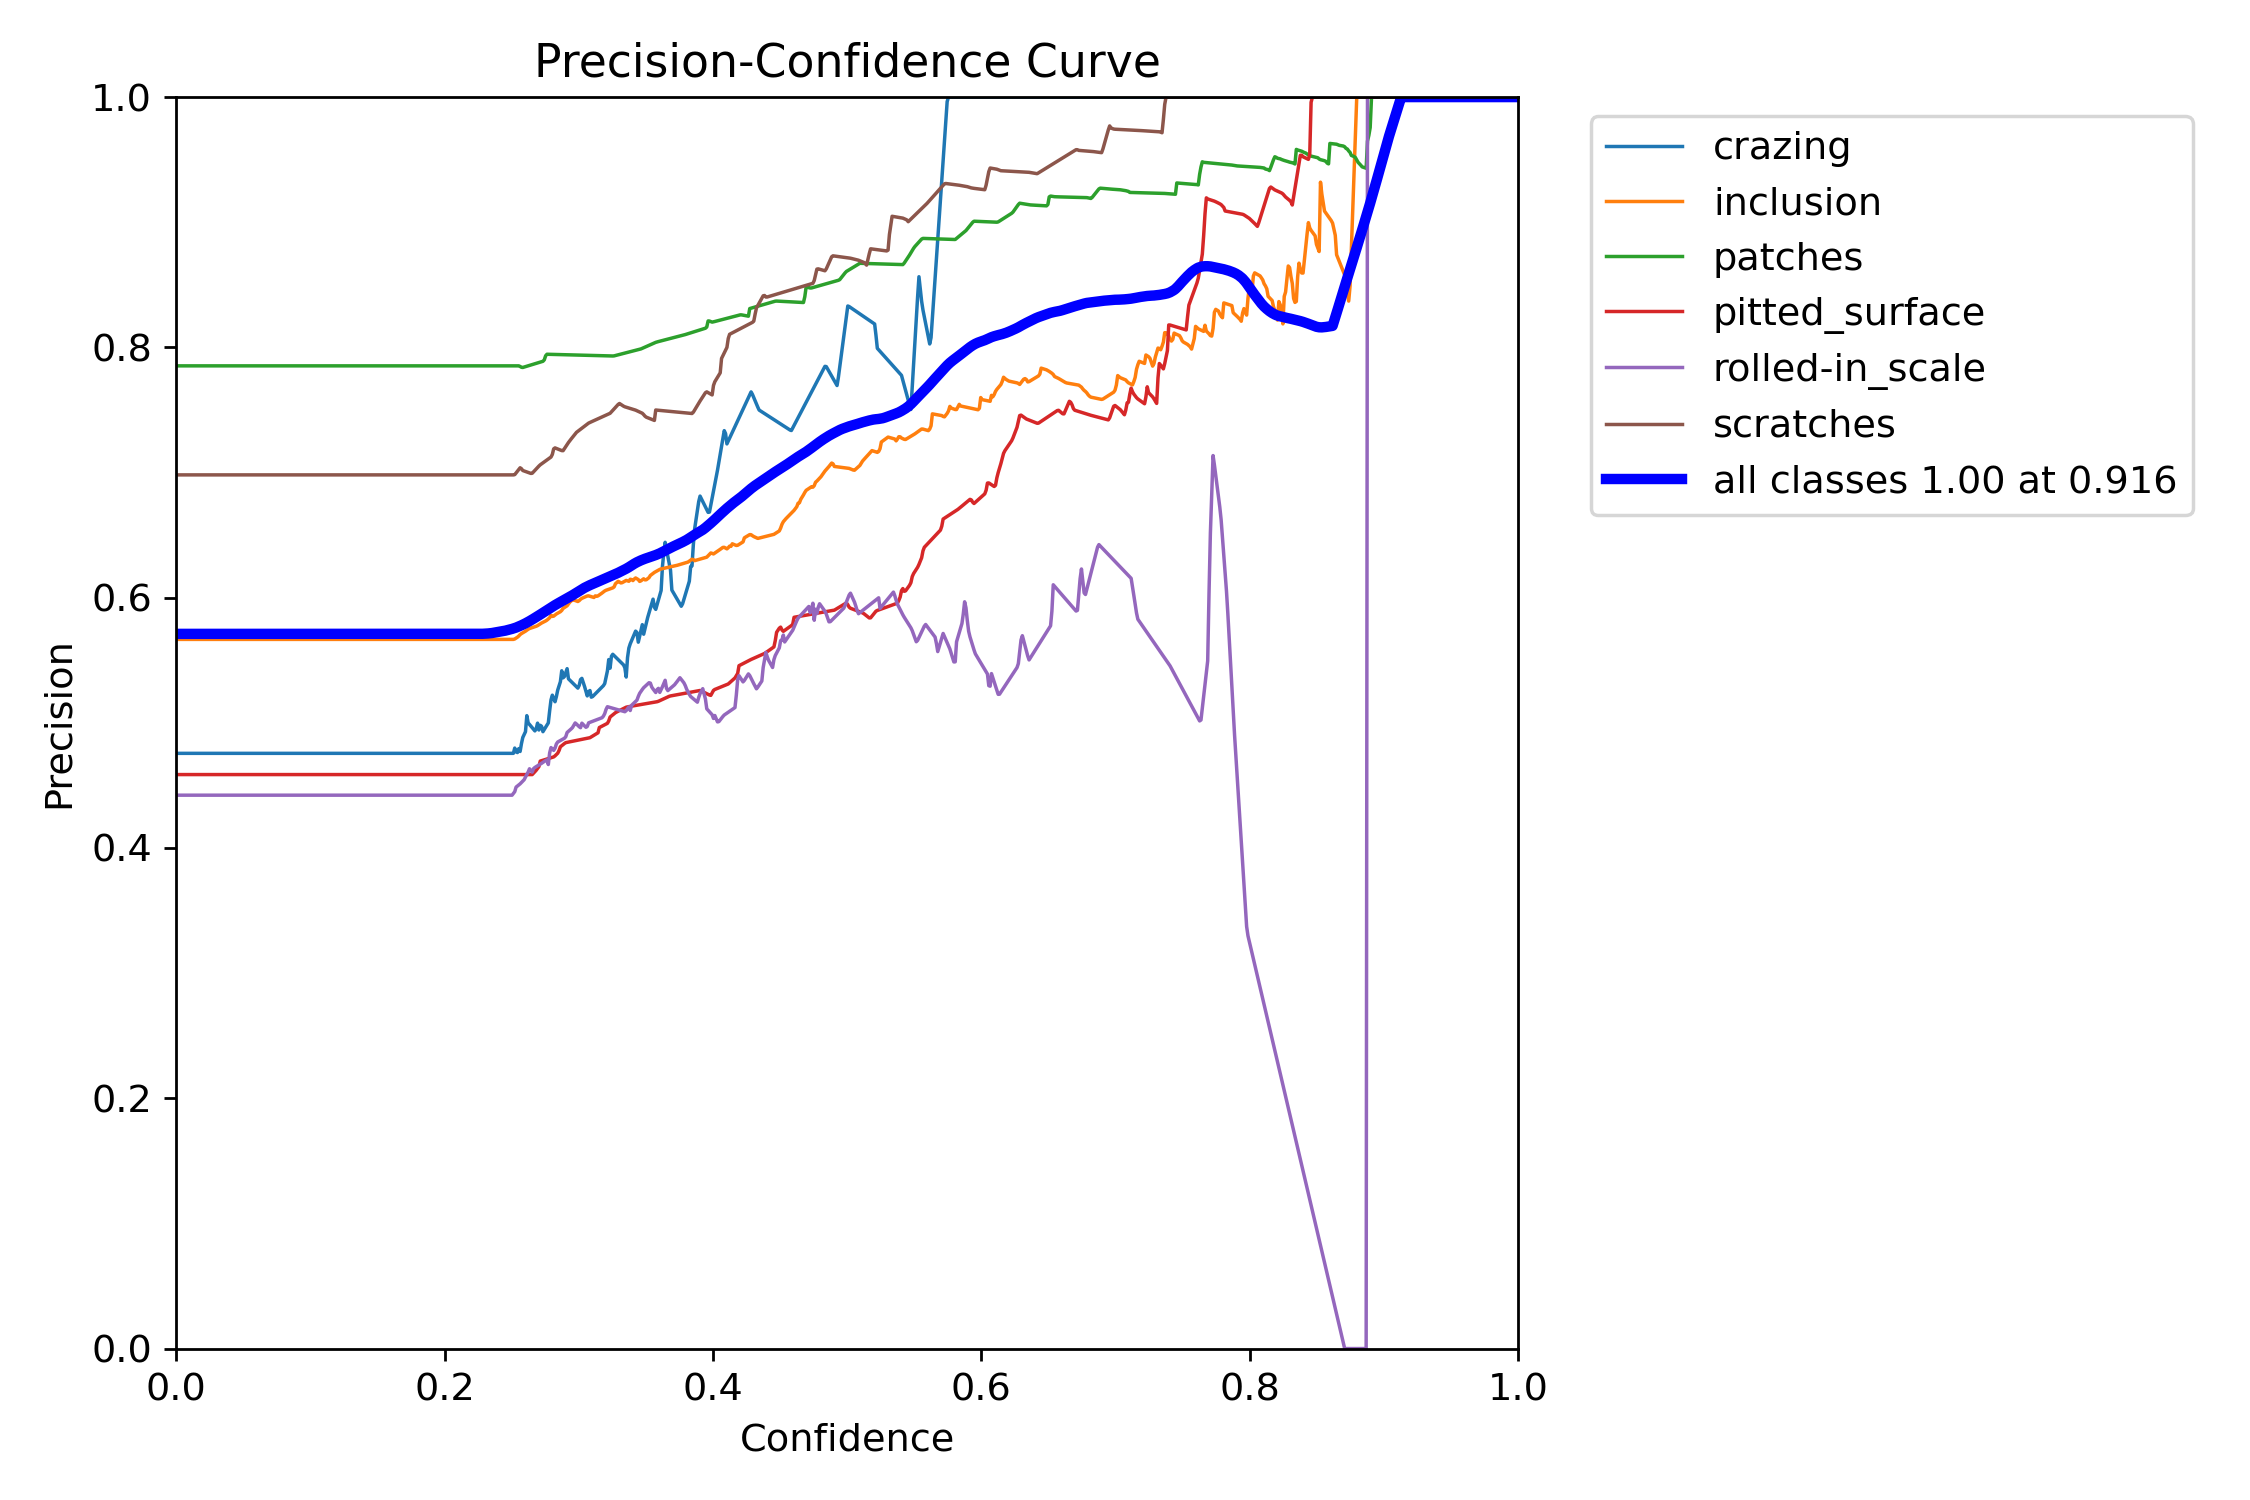 Precision-Confidence Curve
1.0
0.8
0.6
0.4
0.2
0.0
Precision
0.0 0.2 0.4 0.6 0.8 1.0
Confidence
crazing
inclusion
patches
pitted_surface
rolled-in_scale
scratches
all classes 1.00 at 0.916